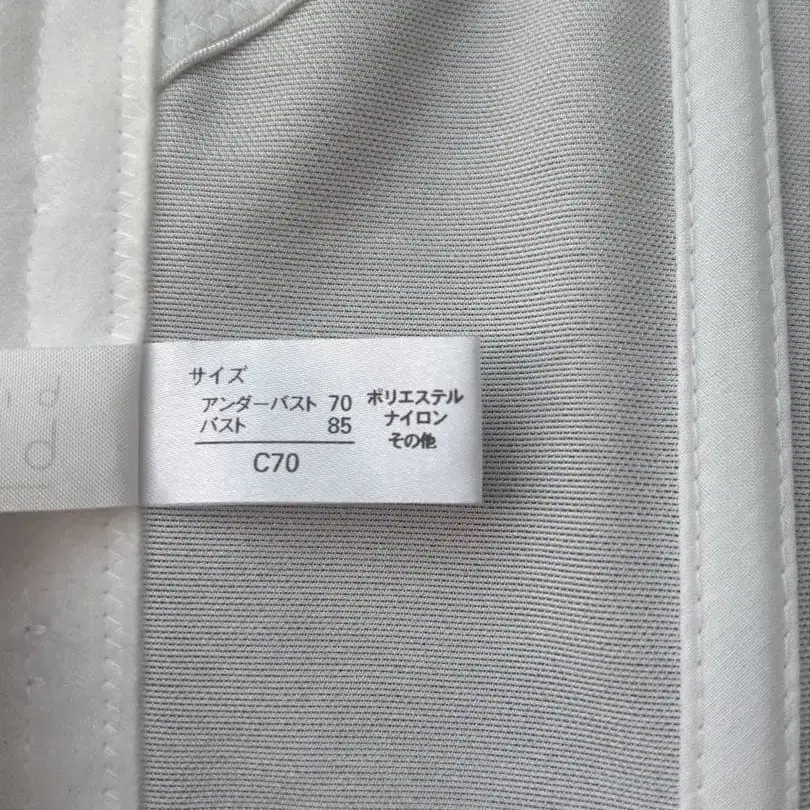 サイズ
アンダーバスト 70
バスト 85
C70
ポリエステル
ナイロン
その他